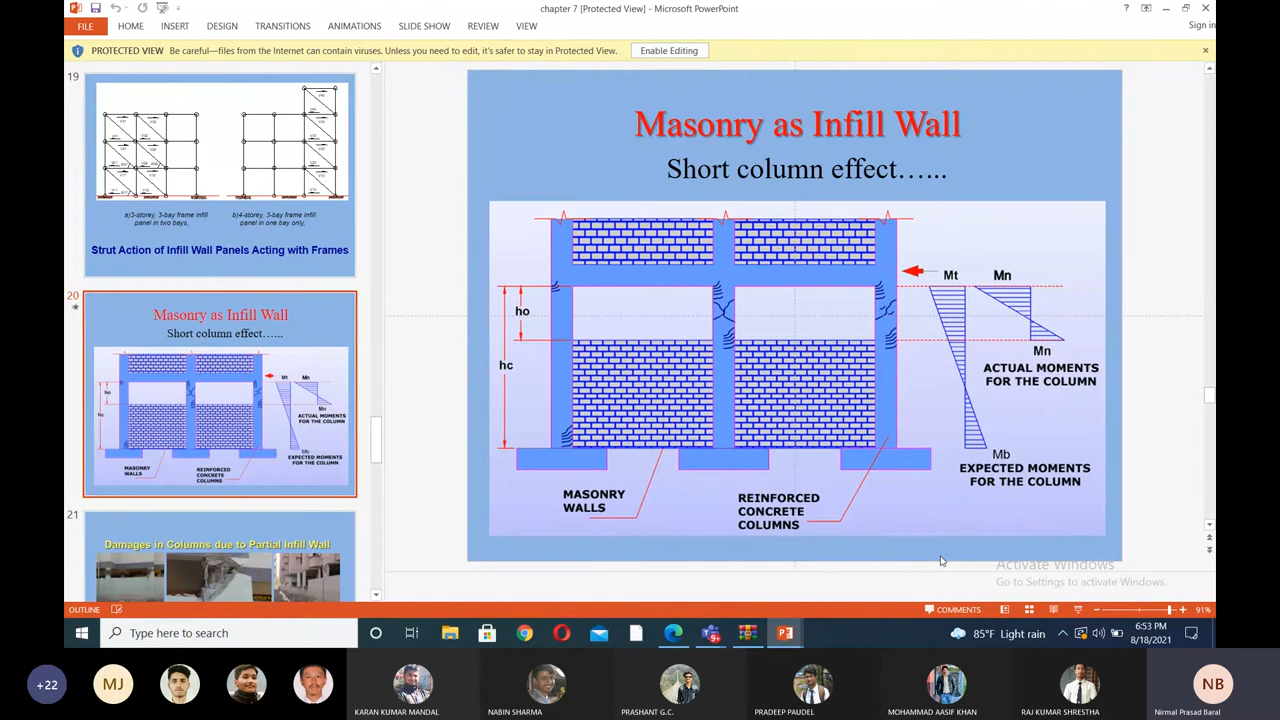 chapter 7 [Protected View] - Microsoft PowerPoint
FILE HOME INSERT DESIGN TRANSITIONS ANIMATIONS SLIDE SHOW REVIEW VIEW Sign in
PROTECTED VIEW Be careful—files from the Internet can contain viruses. Unless you need to edit, it's safer to stay in Protected View. Enable Editing
19
a)3-storey, 3-bay frame infill
panel in two bays,
b)4-storey, 3-bay frame infill
panel in one bay only,
Strut Action of Infill Wall Panels Acting with Frames
20
Masonry as Infill Wall
Short column effect…...
ho
hc
Mt Mn
Mn
ACTUAL MOMENTS
FOR THE COLUMN
Mb
EXPECTED MOMENTS
FOR THE COLUMN
MASONRY
WALLS
REINFORCED
CONCRETE
COLUMNS
21
Damages in Columns due to Partial Infill Wall
Masonry as Infill Wall
Short column effect…...
Mt Mn
ho
Mn
hc
ACTUAL MOMENTS
FOR THE COLUMN
Mb
EXPECTED MOMENTS
FOR THE COLUMN
MASONRY
WALLS
REINFORCED
CONCRETE
COLUMNS
Activate Windows
Go to Settings to activate Windows.
OUTLINE COMMENTS 91%
Type here to search
9+
85°F Light rain
6:53 PM
8/18/2021
+22
MJ
KARAN KUMAR MANDAL
NABIN SHARMA
PRASHANT G.C.
PRADEEP PAUDEL
MOHAMMAD AASIF KHAN
RAJ KUMAR SHRESTHA
NB
Nirmal Prasad Baral